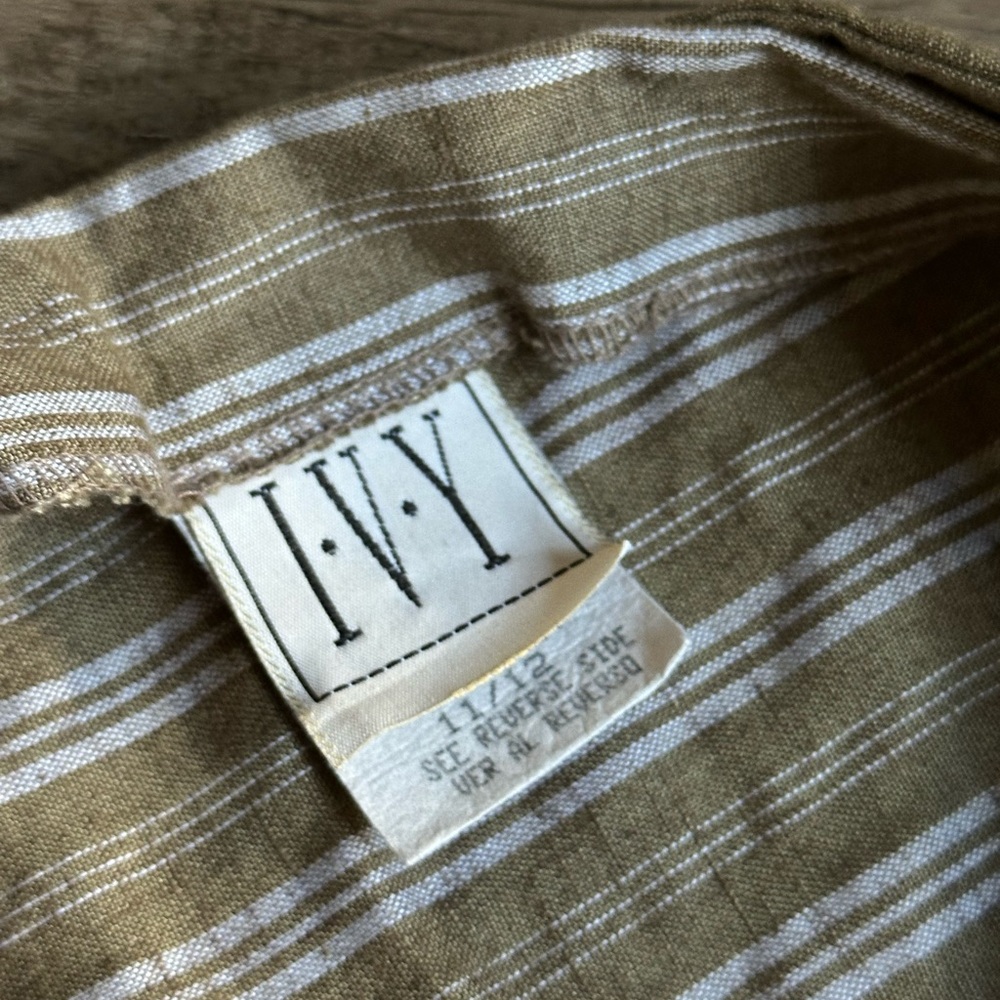 I·V·Y
11/12
SEE REVERSE SIDE
VER AL REVERSO